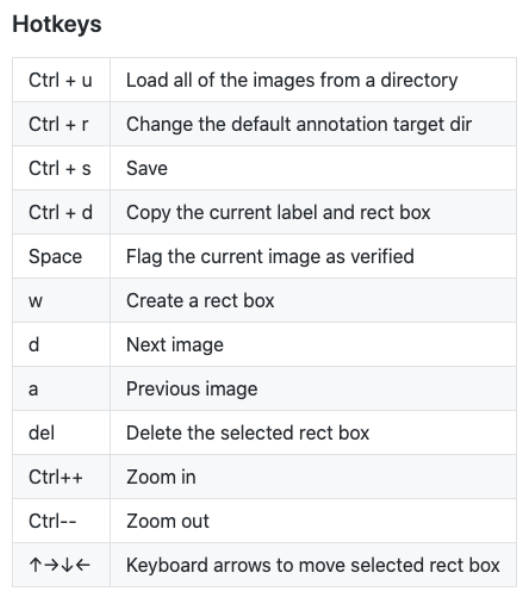 Hotkeys
Ctrl + u Load all of the images from a directory
Ctrl + r Change the default annotation target dir
Ctrl + s Save
Ctrl + d Copy the current label and rect box
Space Flag the current image as verified
w Create a rect box
d Next image
a Previous image
del Delete the selected rect box
Ctrl++ Zoom in
Ctrl-- Zoom out
↑→↓← Keyboard arrows to move selected rect box